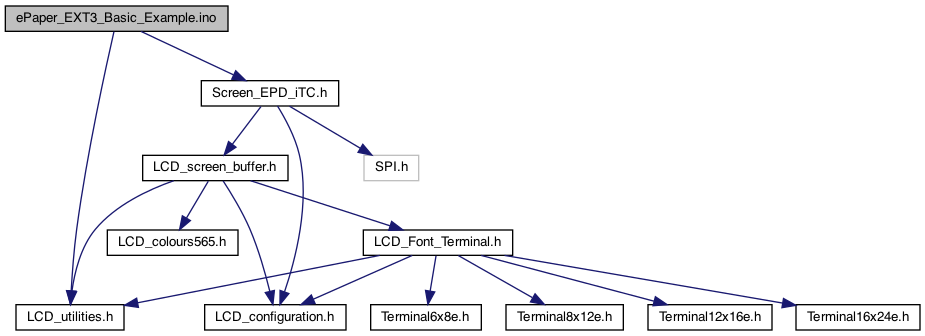 ePaper_EXT3_Basic_Example.ino
Screen_EPD_iTC.h
LCD_screen_buffer.h
SPI.h
LCD_colours565.h
LCD_Font_Terminal.h
LCD_utilities.h
LCD_configuration.h
Terminal6x8e.h
Terminal8x12e.h
Terminal12x16e.h
Terminal16x24e.h